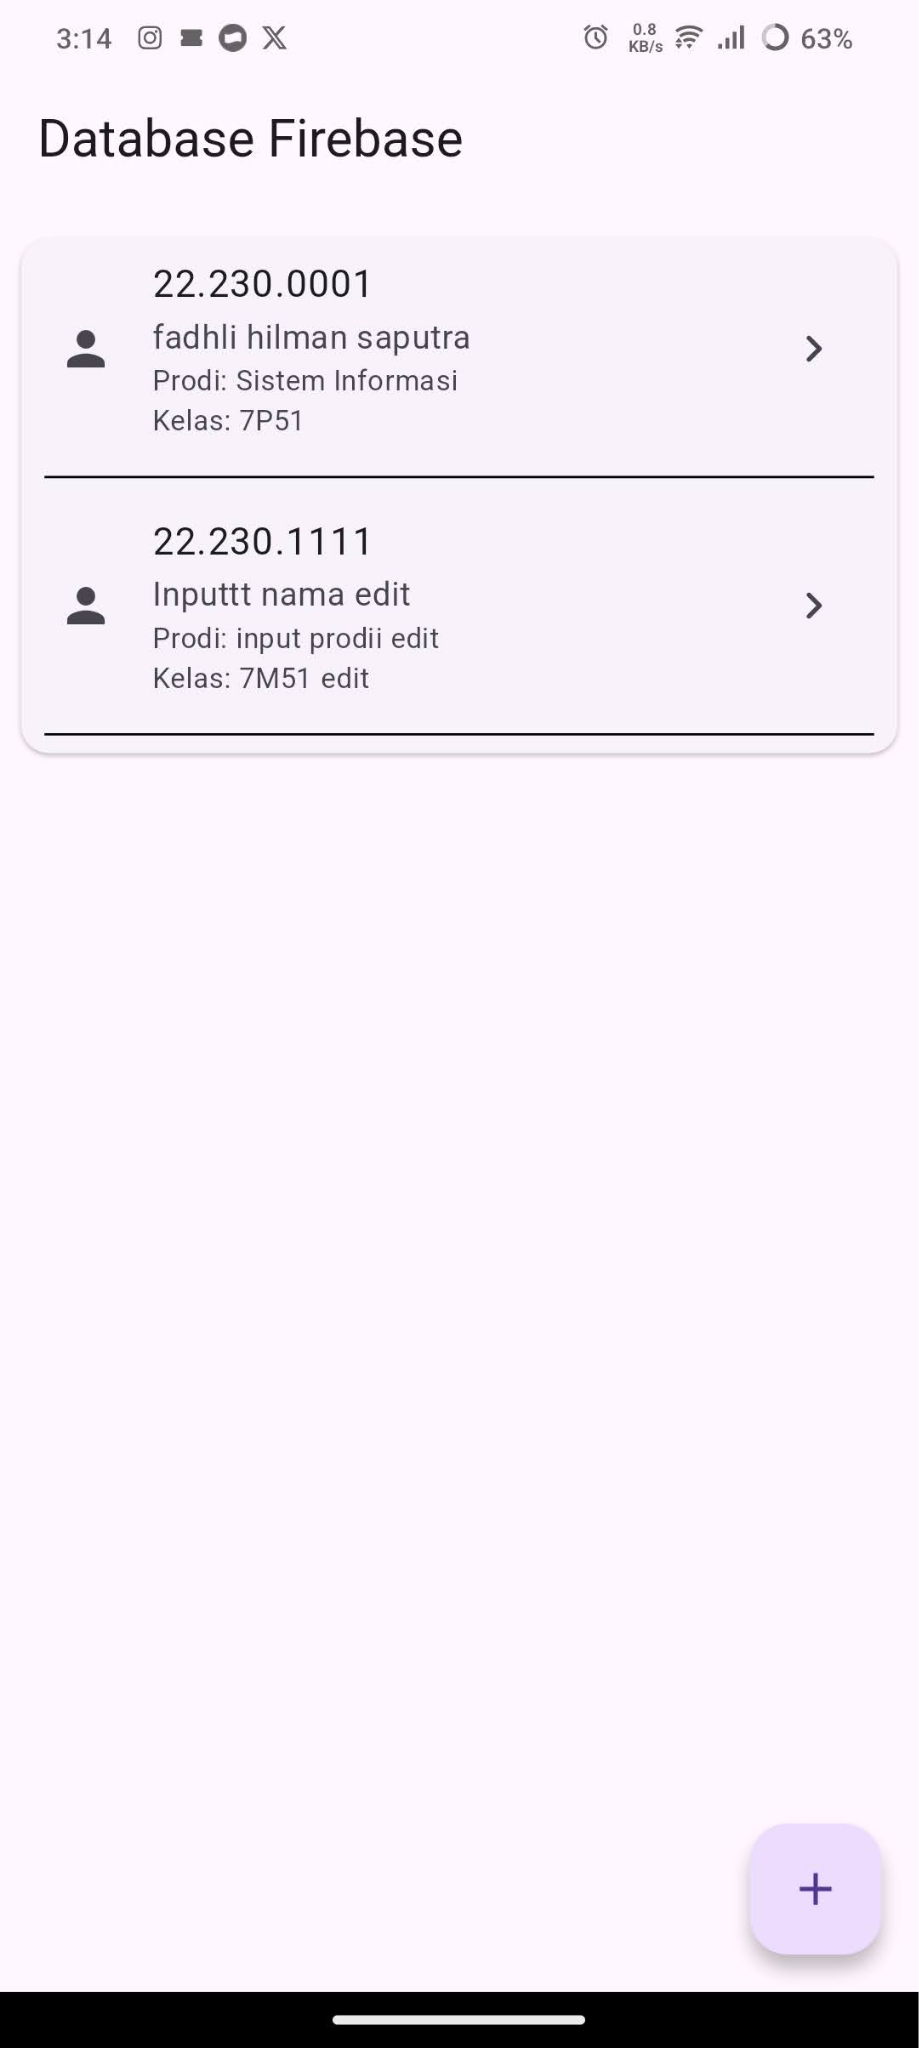 3:14
0.8
KB/s
63%
Database Firebase
22.230.0001
fadhli hilman saputra
Prodi: Sistem Informasi
Kelas: 7P51
22.230.1111
Inputtt nama edit
Prodi: input prodii edit
Kelas: 7M51 edit